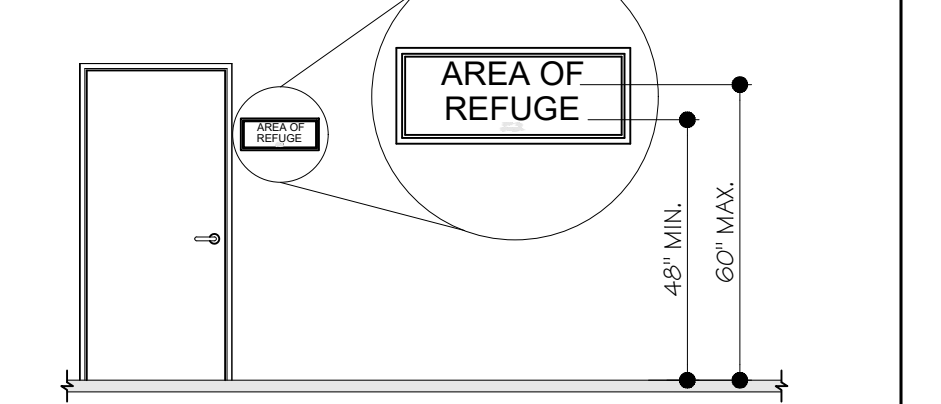 AREA OF
REFUGE
AREA OF
REFUGE
48" MIN.
60" MAX.